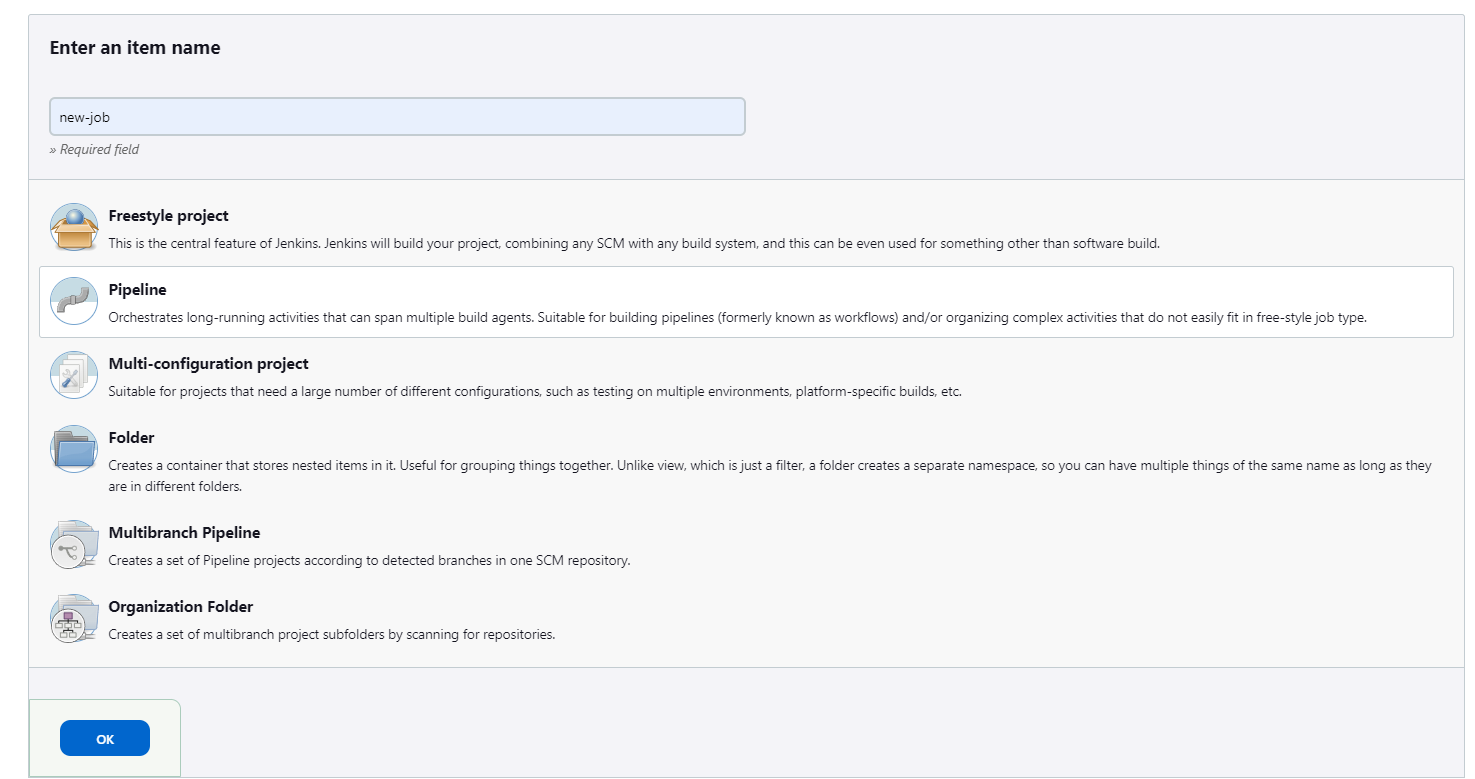 Enter an item name
new-job
» Required field
Freestyle project
This is the central feature of Jenkins. Jenkins will build your project, combining any SCM with any build system, and this can be even used for something other than software build.
Pipeline
Orchestrates long-running activities that can span multiple build agents. Suitable for building pipelines (formerly known as workflows) and/or organizing complex activities that do not easily fit in free-style job type.
Multi-configuration project
Suitable for projects that need a large number of different configurations, such as testing on multiple environments, platform-specific builds, etc.
Folder
Creates a container that stores nested items in it. Useful for grouping things together. Unlike view, which is just a filter, a folder creates a separate namespace, so you can have multiple things of the same name as long as they
are in different folders.
Multibranch Pipeline
Creates a set of Pipeline projects according to detected branches in one SCM repository.
Organization Folder
Creates a set of multibranch project subfolders by scanning for repositories.
OK